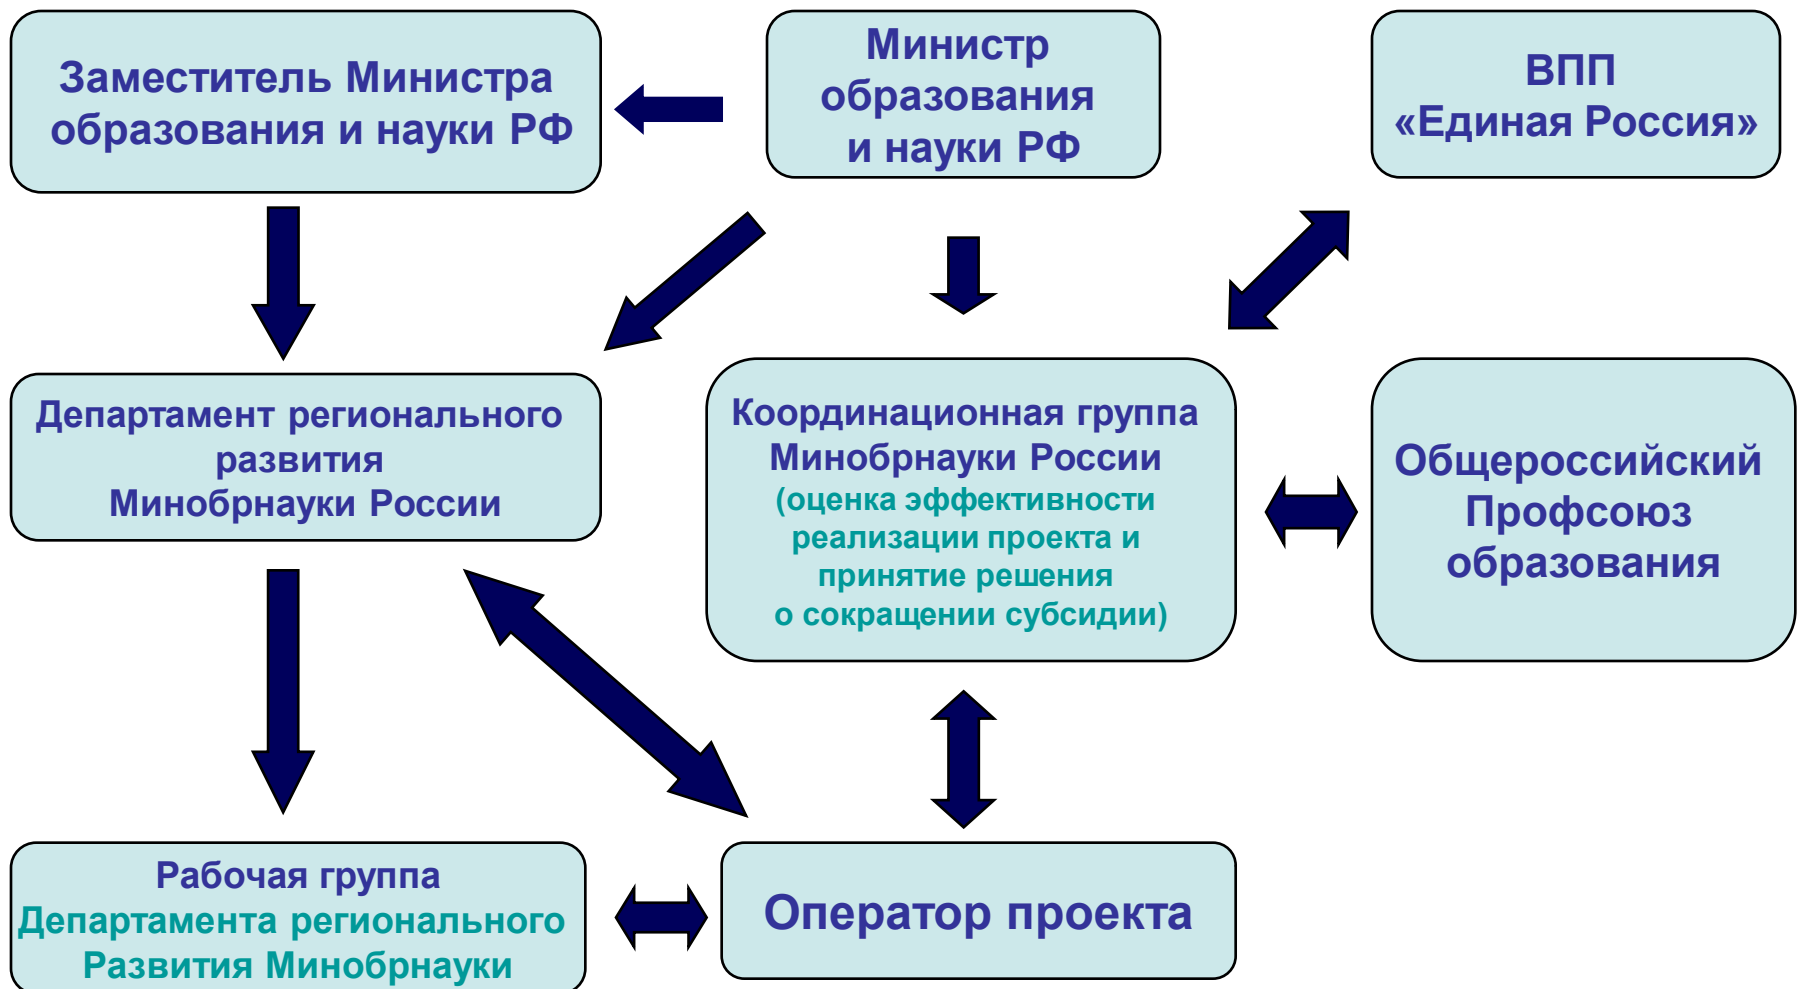 Заместитель Министра
образования и науки РФ
Министр
образования
и науки РФ
ВПП
«Единая Россия»
Департамент регионального
развития
Минобрнауки России
Координационная группа
Минобрнауки России
(оценка эффективности
реализации проекта и
принятие решения
о сокращении субсидии)
Общероссийский
Профсоюз
образования
Рабочая группа
Департамента регионального
Развития Минобрнауки
Оператор проекта